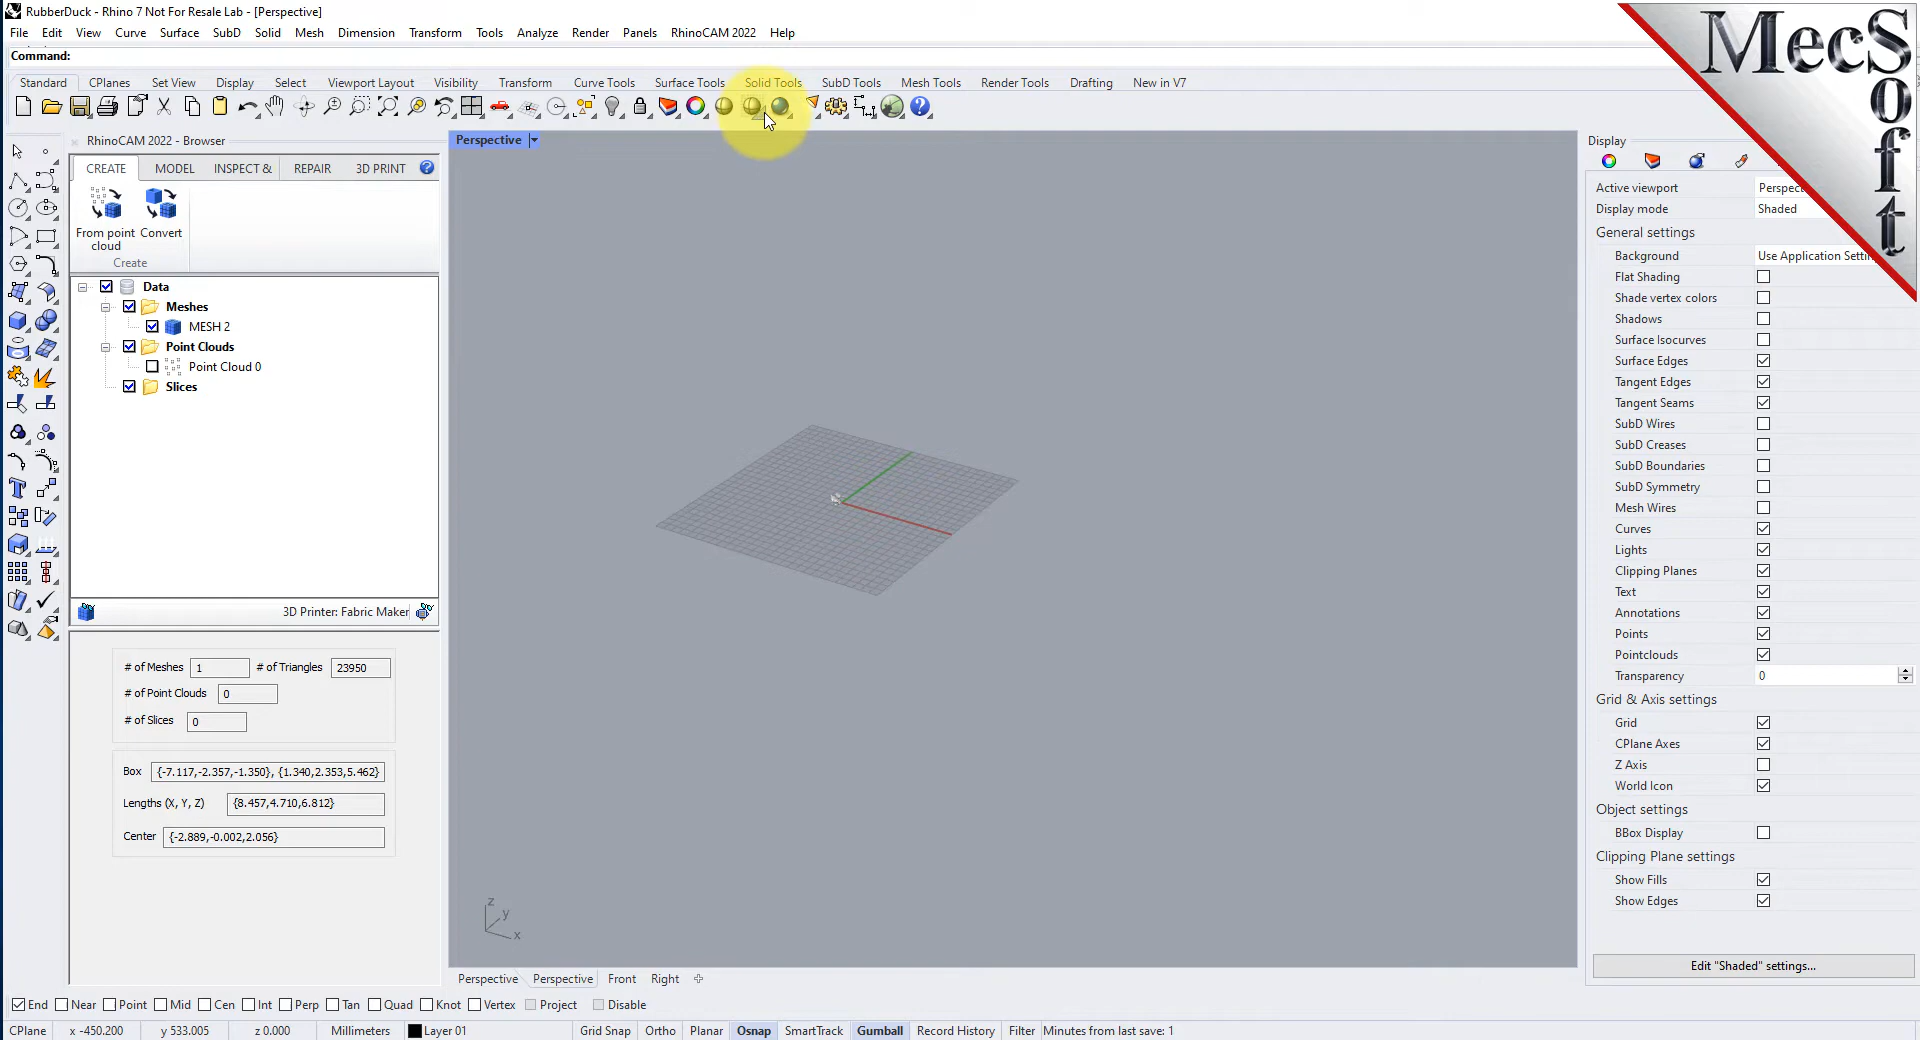 RubberDuck - Rhino 7 Not For Resale Lab - [Perspective]
File Edit View Curve Surface SubD Solid Mesh Dimension Transform Tools Analyze Render Panels RhinoCAM 2022 Help
Command:
Standard CPlanes Set View Display Select Viewport Layout Visibility Transform Curve Tools Surface Tools Solid Tools SubD Tools Mesh Tools Render Tools Drafting New in V7
MecSoft
RhinoCAM 2022 - Browser
CREATE MODEL INSPECT & REPAIR 3D PRINT
From point cloud
Convert
Create
Data
Meshes
MESH 2
Point Clouds
Point Cloud 0
Slices
3D Printer: Fabric Maker
# of Meshes 1 # of Triangles 23950
# of Point Clouds 0
# of Slices 0
Box {-7.117,-2.357,-1.350}, {1.340,2.353,5.462}
Lengths (X, Y, Z) {8.457,4.710,6.812}
Center {-2.889,-0.002,2.056}
Perspective
z
y
x
Perspective Perspective Front Right
Display
Active viewport Perspec
Display mode Shaded
General settings
Background Use Application Settin
Flat Shading
Shade vertex colors
Shadows
Surface Isocurves
Surface Edges
Tangent Edges
Tangent Seams
SubD Wires
SubD Creases
SubD Boundaries
SubD Symmetry
Mesh Wires
Curves
Lights
Clipping Planes
Text
Annotations
Points
Pointclouds
Transparency 0
Grid & Axis settings
Grid
CPlane Axes
Z Axis
World Icon
Object settings
BBox Display
Clipping Plane settings
Show Fills
Show Edges
Edit "Shaded" settings...
End Near Point Mid Cen Int Perp Tan Quad Knot Vertex Project Disable
CPlane x -450.200 y 533.005 z 0.000 Millimeters Layer 01 Grid Snap Ortho Planar Osnap SmartTrack Gumball Record History Filter Minutes from last save: 1